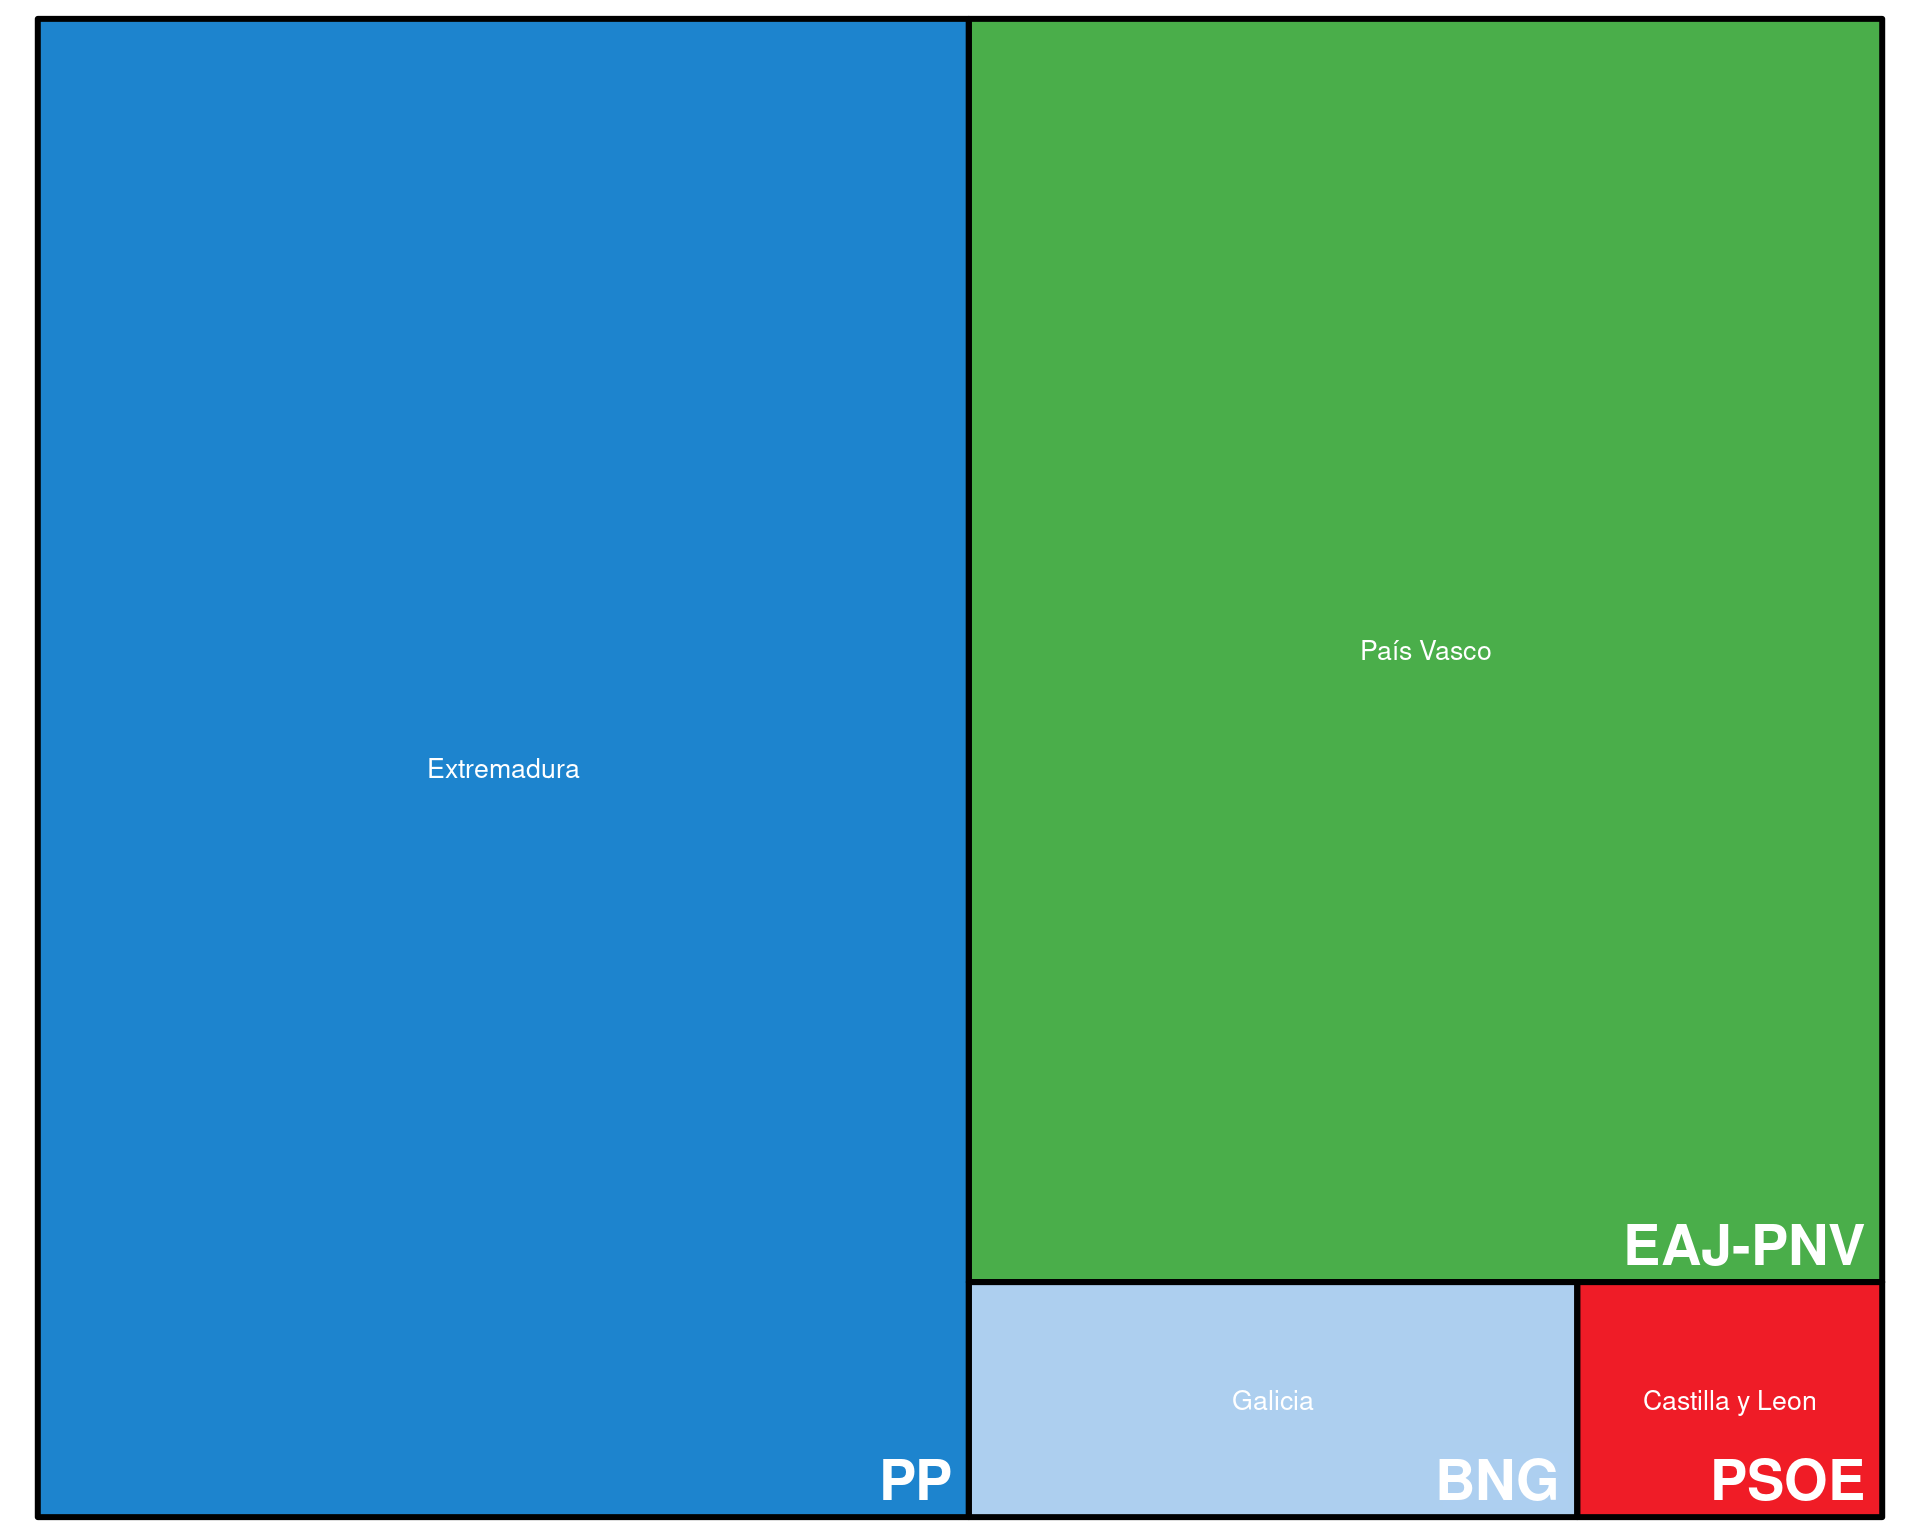 Extremadura
PP
País Vasco
EAJ-PNV
Galicia
BNG
Castilla y Leon
PSOE